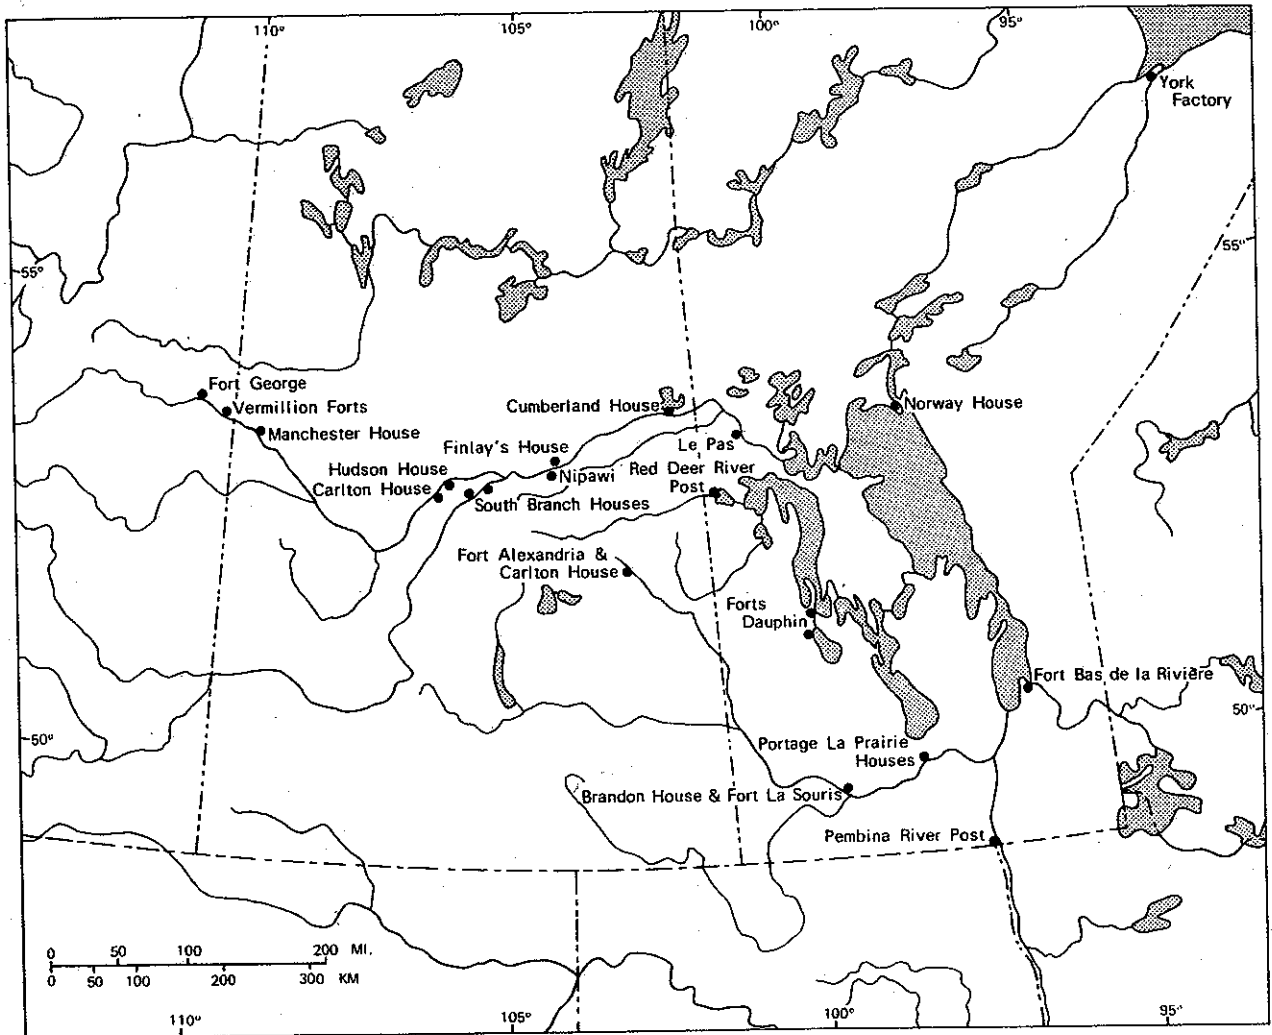 110°
105°
100°
95°
York
Factory
55°
55°
Fort George
Vermillion Forts
Manchester House
Cumberland House
Norway House
Finlay's House
Le Pas
Hudson House
Carlton House
Nipawi
Red Deer River
Post
South Branch Houses
Fort Alexandria &
Carlton House
Forts
Dauphin
Fort Bas de la Rivière
50°
50°
Portage La Prairie
Houses
Brandon House & Fort La Souris
Pembina River Post
0 50 100 200 MI.
0 50 100 200 300 KM
110°
105°
100°
95°